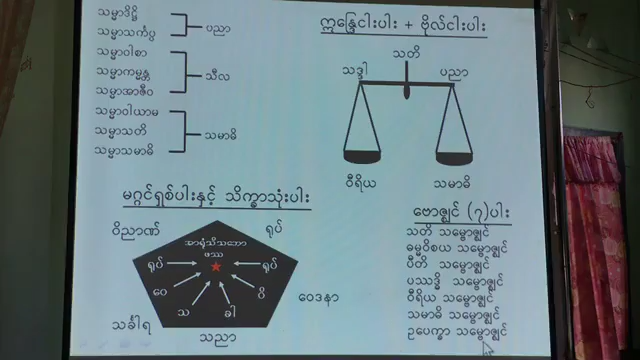 သမ္မာဒိဋ္ဌိ
သမ္မာသင်္ကပ္ပ
ပညာ
သမ္မာဝါစာ
သမ္မာကမ္မန္တ
သမ္မာအာဇီဝ
သီလ
သမ္မာဝါယာမ
သမ္မာသတိ
သမ္မာသမာဓိ
သမာဓိ
မဂ္ဂင်ရှစ်ပါးနှင့် သိက္ခာသုံးပါး
ဣန္ဒြေငါးပါး + ဗိုလ်ငါးပါး
သတိ
သဒ္ဒါ
ပညာ
ဝီရိယ
သမာဓိ
ဝိညာဏ်
ရုပ်
ဖဿ
ရုပ်
ရုပ်
ဝေ
စိ
သ
ခါ
ဝေဒနာ
သင်္ခါရ
သညာ
ဗောဇ္ဈင် (၇) ပါး
သတိ သမ္ဗောဇ္ဈင်
ဓမ္မဝိစယ သမ္ဗောဇ္ဈင်
ပီတိ သမ္ဗောဇ္ဈင်
ပဿဒ္ဓိ သမ္ဗောဇ္ဈင်
ဝီရိယ သမ္ဗောဇ္ဈင်
သမာဓိ သမ္ဗောဇ္ဈင်
ဥပေက္ခာ သမ္ဗောဇ္ဈင်